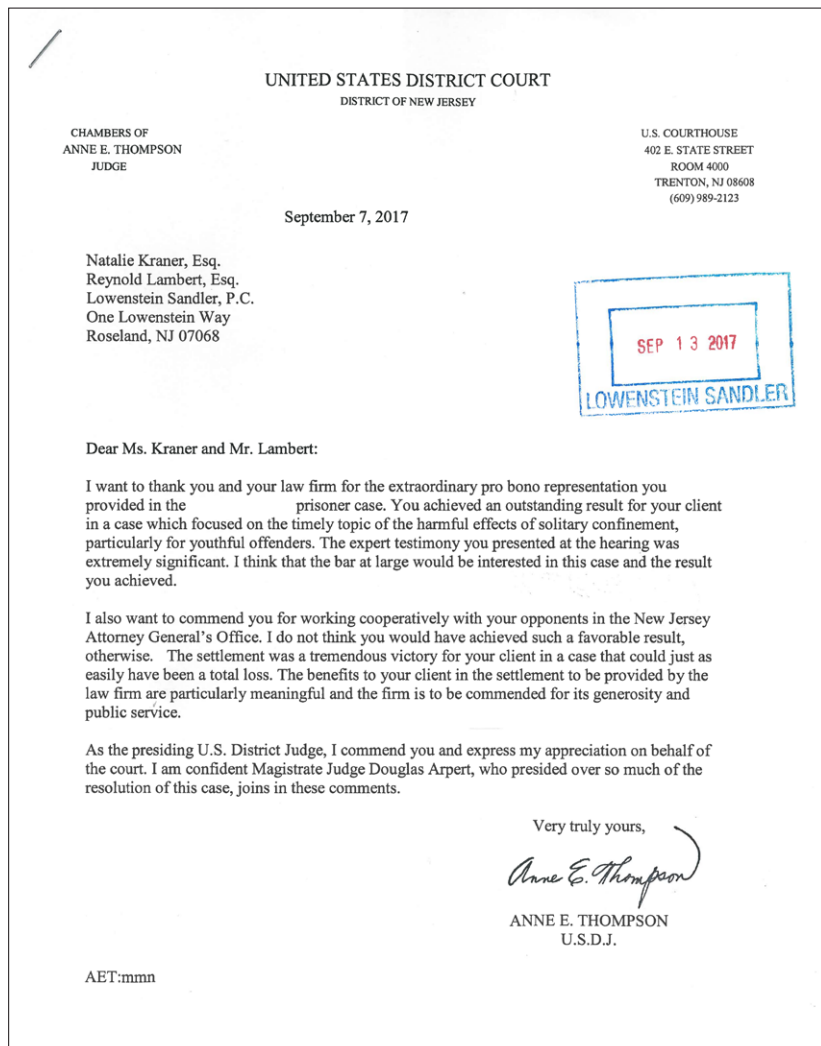 UNITED STATES DISTRICT COURT
DISTRICT OF NEW JERSEY
CHAMBERS OF
ANNE E. THOMPSON
JUDGE
U.S. COURTHOUSE
402 E. STATE STREET
ROOM 4000
TRENTON, NJ 08608
(609) 989-2123
September 7, 2017
Natalie Kraner, Esq.
Reynold Lambert, Esq.
Lowenstein Sandler, P.C.
One Lowenstein Way
Roseland, NJ 07068
SEP 13 2017
LOWENSTEIN SANDLER
Dear Ms. Kraner and Mr. Lambert:
I want to thank you and your law firm for the extraordinary pro bono representation you
provided in the prisoner case. You achieved an outstanding result for your client
in a case which focused on the timely topic of the harmful effects of solitary confinement,
particularly for youthful offenders. The expert testimony you presented at the hearing was
extremely significant. I think that the bar at large would be interested in this case and the result
you achieved.
I also want to commend you for working cooperatively with your opponents in the New Jersey
Attorney General's Office. I do not think you would have achieved such a favorable result,
otherwise. The settlement was a tremendous victory for your client in a case that could just as
easily have been a total loss. The benefits to your client in the settlement to be provided by the
law firm are particularly meaningful and the firm is to be commended for its generosity and
public service.
As the presiding U.S. District Judge, I commend you and express my appreciation on behalf of
the court. I am confident Magistrate Judge Douglas Arpert, who presided over so much of the
resolution of this case, joins in these comments.
Very truly yours,
Anne E. Thompson
ANNE E. THOMPSON
U.S.D.J.
AET:mmn